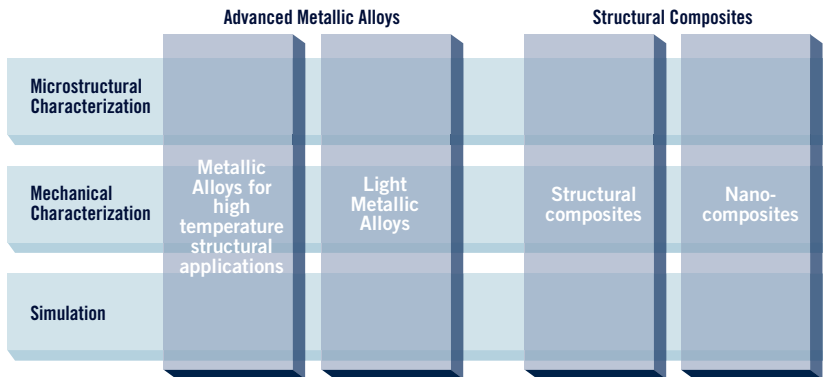 Advanced Metallic Alloys
Structural Composites
Microstructural
Characterization
Mechanical
Characterization
Simulation
Metallic
Alloys for
high
temperature
structural
applications
Light
Metallic
Alloys
Structural
composites
Nano-
composites